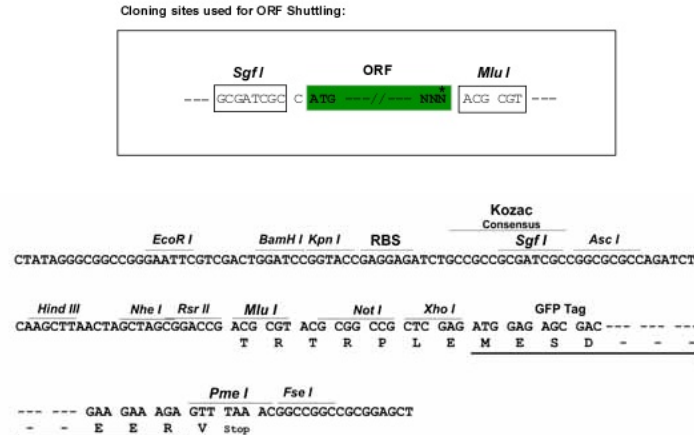 Cloning sites used for ORF Shuttling:
Sgf I ORF Mlu I
--- GCGATCGC C ATG ---//--- NNN* ACG CGT ---
Kozac
Consensus
EcoR I BamH I Kpn I RBS Sgf I Asc I
CTATAGGGCGGCCGGGAATTCGTCGACTGGATCCGGTACCGAGGAGATCTGCCGCCGCGATCGCCGGCGCGCCAGATCT
Hind III Nhe I Rsr II Mlu I Not I Xho I GFP Tag
CAAGCTTAACTAGCTAGCGGACCG ACG CGT ACG CGG CCG CTC GAG ATG GAG AGC GAC--- --- ---
T R T R P L E M E S D - - -
Pme I Fse I
--- --- GAA GAA AGA GTT TAA ACGGCCGGCCGCGGAGCT
- - E E R V Stop